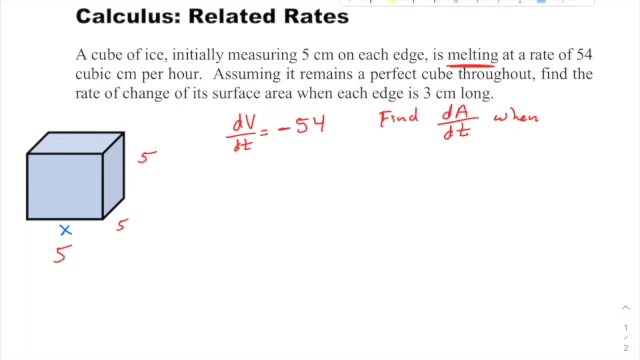 Calculus: Related Rates
A cube of ice, initially measuring 5 cm on each edge, is melting at a rate of 54
cubic cm per hour. Assuming it remains a perfect cube throughout, find the
rate of change of its surface area when each edge is 3 cm long.
dV/dt = -54 Find dA/dt when
5
5
x
5
1
/
2